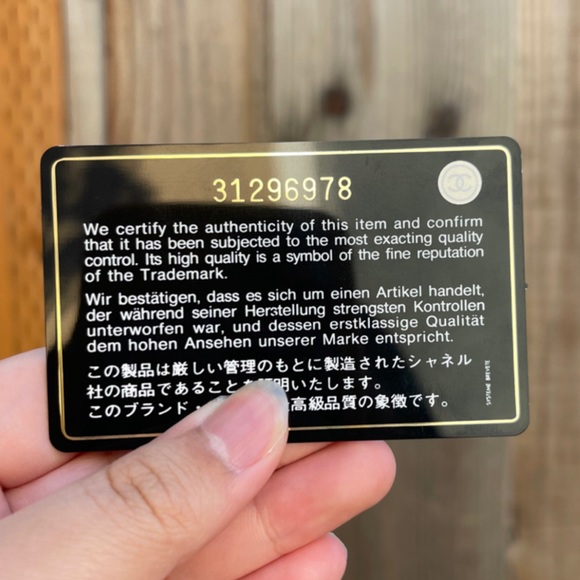 31296978
We certify the authenticity of this item and confirm
that it has been subjected to the most exacting quality
control. Its high quality is a symbol of the fine reputation
of the Trademark.
Wir bestätigen, dass es sich um einen Artikel handelt,
der während seiner Herstellung strengsten Kontrollen
unterworfen war, und dessen erstklassige Qualität
dem hohen Ansehen unserer Marke entspricht.
この製品は厳しい管理のもとに製造されたシャネル
社の商品であることを証明いたします。
このブランド・ 最高級品質の象徴です。
SYSTEME BREVETE